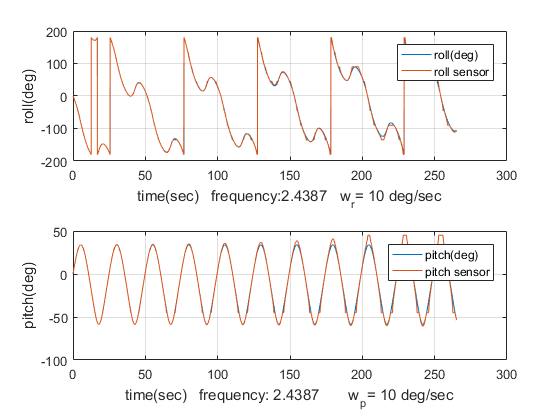 200
100
0
-100
-200
roll(deg)
roll(deg)
roll sensor
0 50 100 150 200 250 300
time(sec) frequency:2.4387 w_r= 10 deg/sec
50
0
-50
-100
pitch(deg)
pitch(deg)
pitch sensor
0 50 100 150 200 250 300
time(sec) frequency: 2.4387 w_p= 10 deg/sec